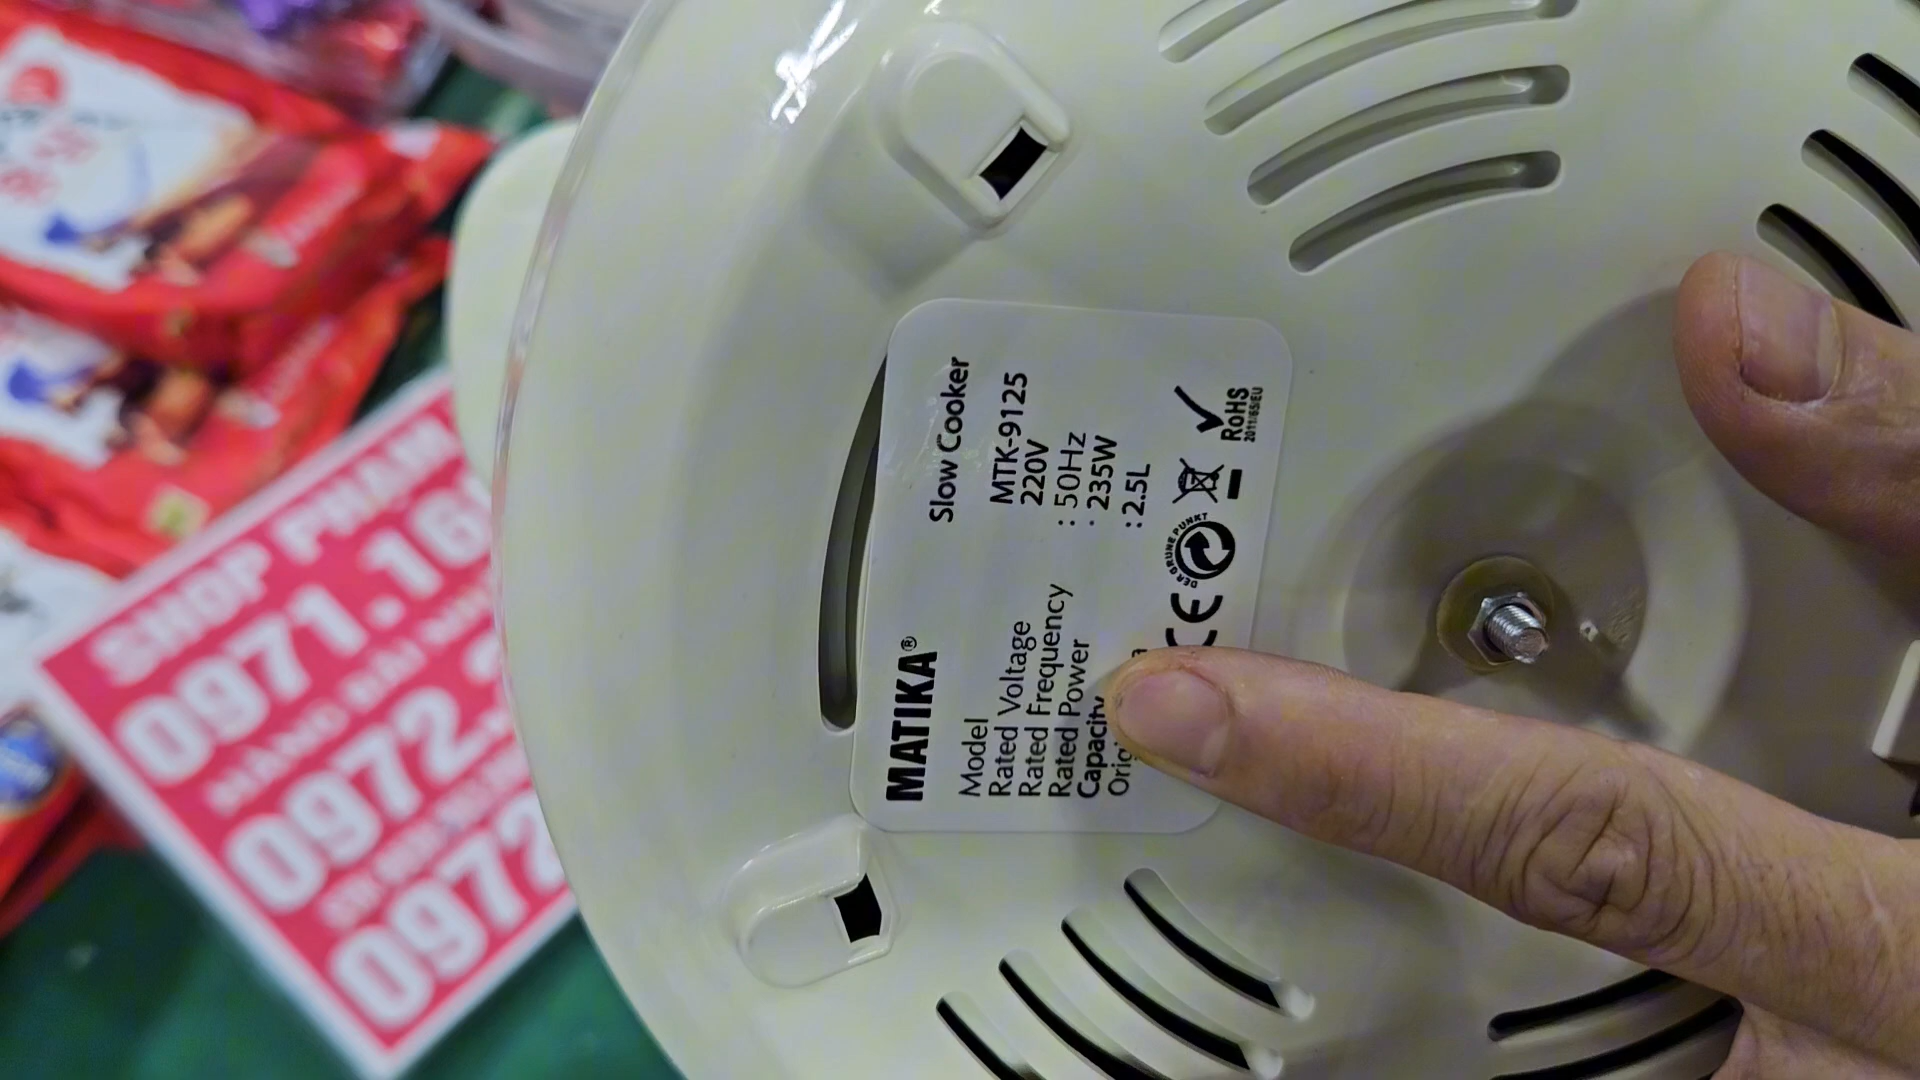 MATIKA®
Slow Cooker
Model MTK-9125
Rated Voltage 220V
Rated Frequency : 50Hz
Rated Power : 235W
Capacity : 2.5L
CE
DER GRÜNE PUNKT
RoHS
2011/65/EU
SHOP PHAM
0971.16
0972.
0972